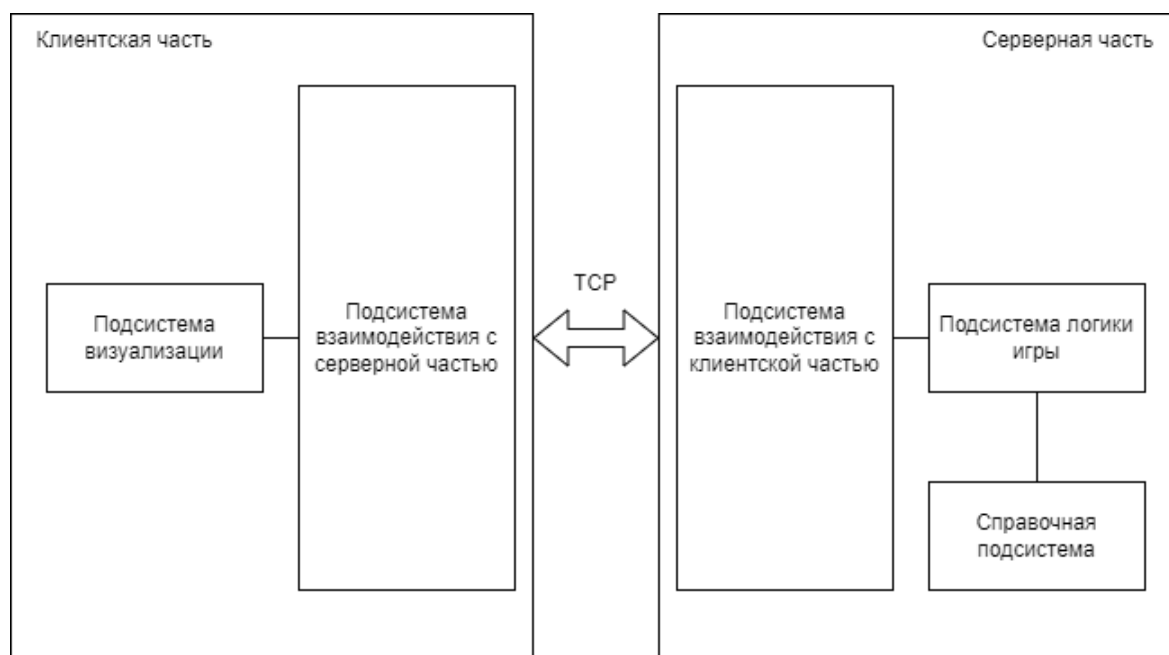 Клиентская часть
Серверная часть
TCP
Подсистема
визуализации
Подсистема
взаимодействия с
серверной частью
Подсистема
взаимодействия с
клиентской частью
Подсистема логики
игры
Справочная
подсистема